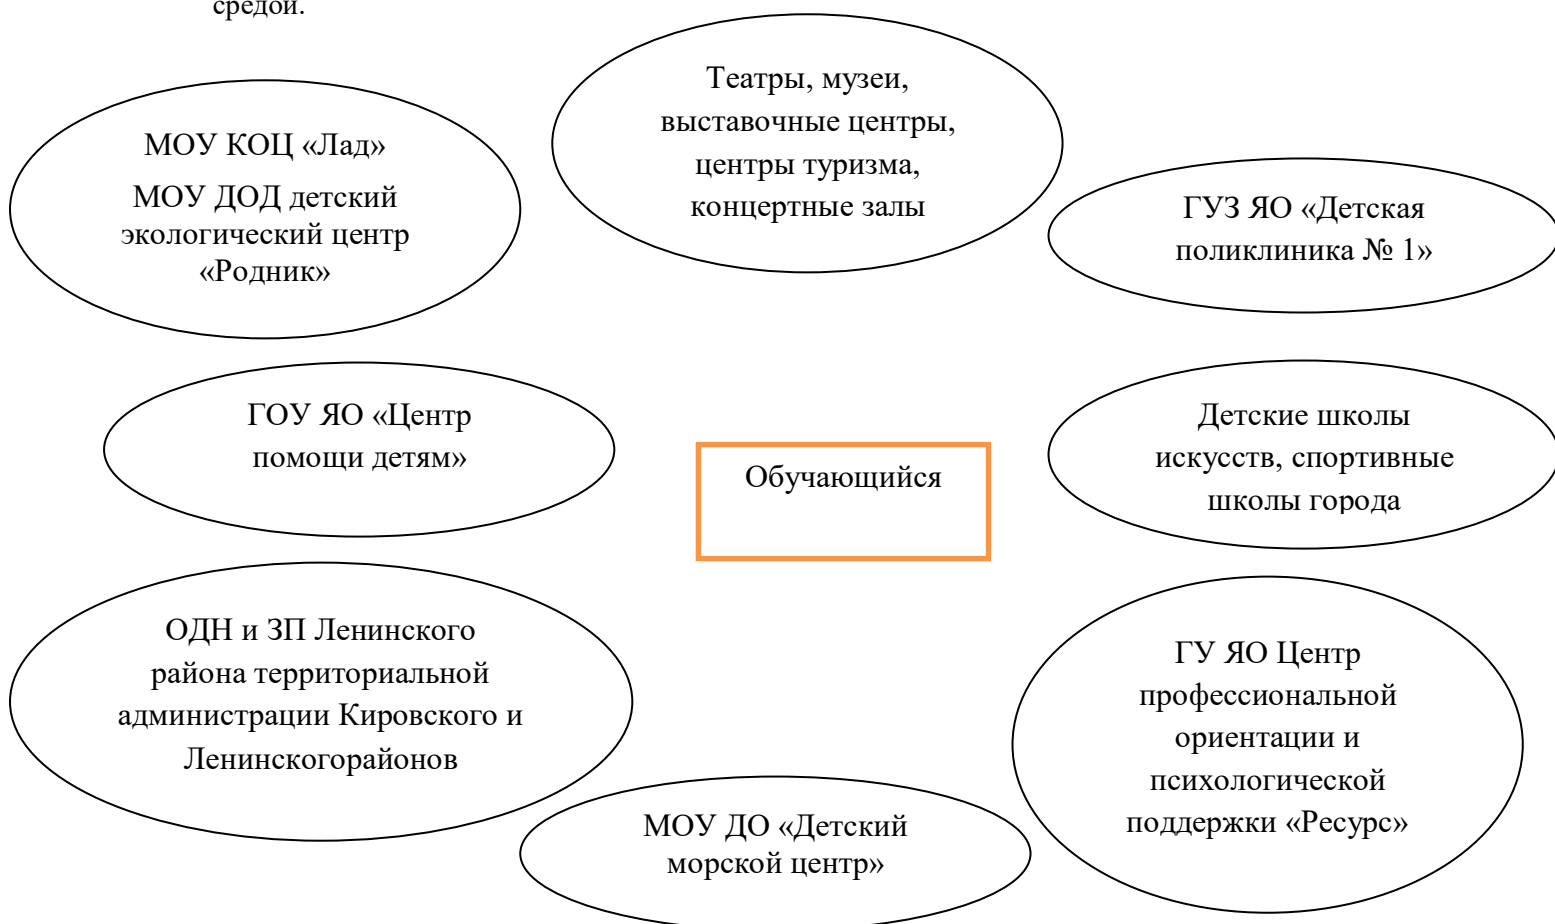 средой.
Театры, музеи,
выставочные центры,
центры туризма,
концертные залы
МОУ КОЦ «Лад»
МОУ ДОД детский
экологический центр
«Родник»
ГУЗ ЯО «Детская
поликлиника № 1»
ГОУ ЯО «Центр
помощи детям»
Обучающийся
Детские школы
искусств, спортивные
школы города
ОДН и ЗП Ленинского
района территориальной
администрации Кировского и
Ленинскогорайонов
ГУ ЯО Центр
профессиональной
ориентации и
психологической
поддержки «Ресурс»
МОУ ДО «Детский
морской центр»